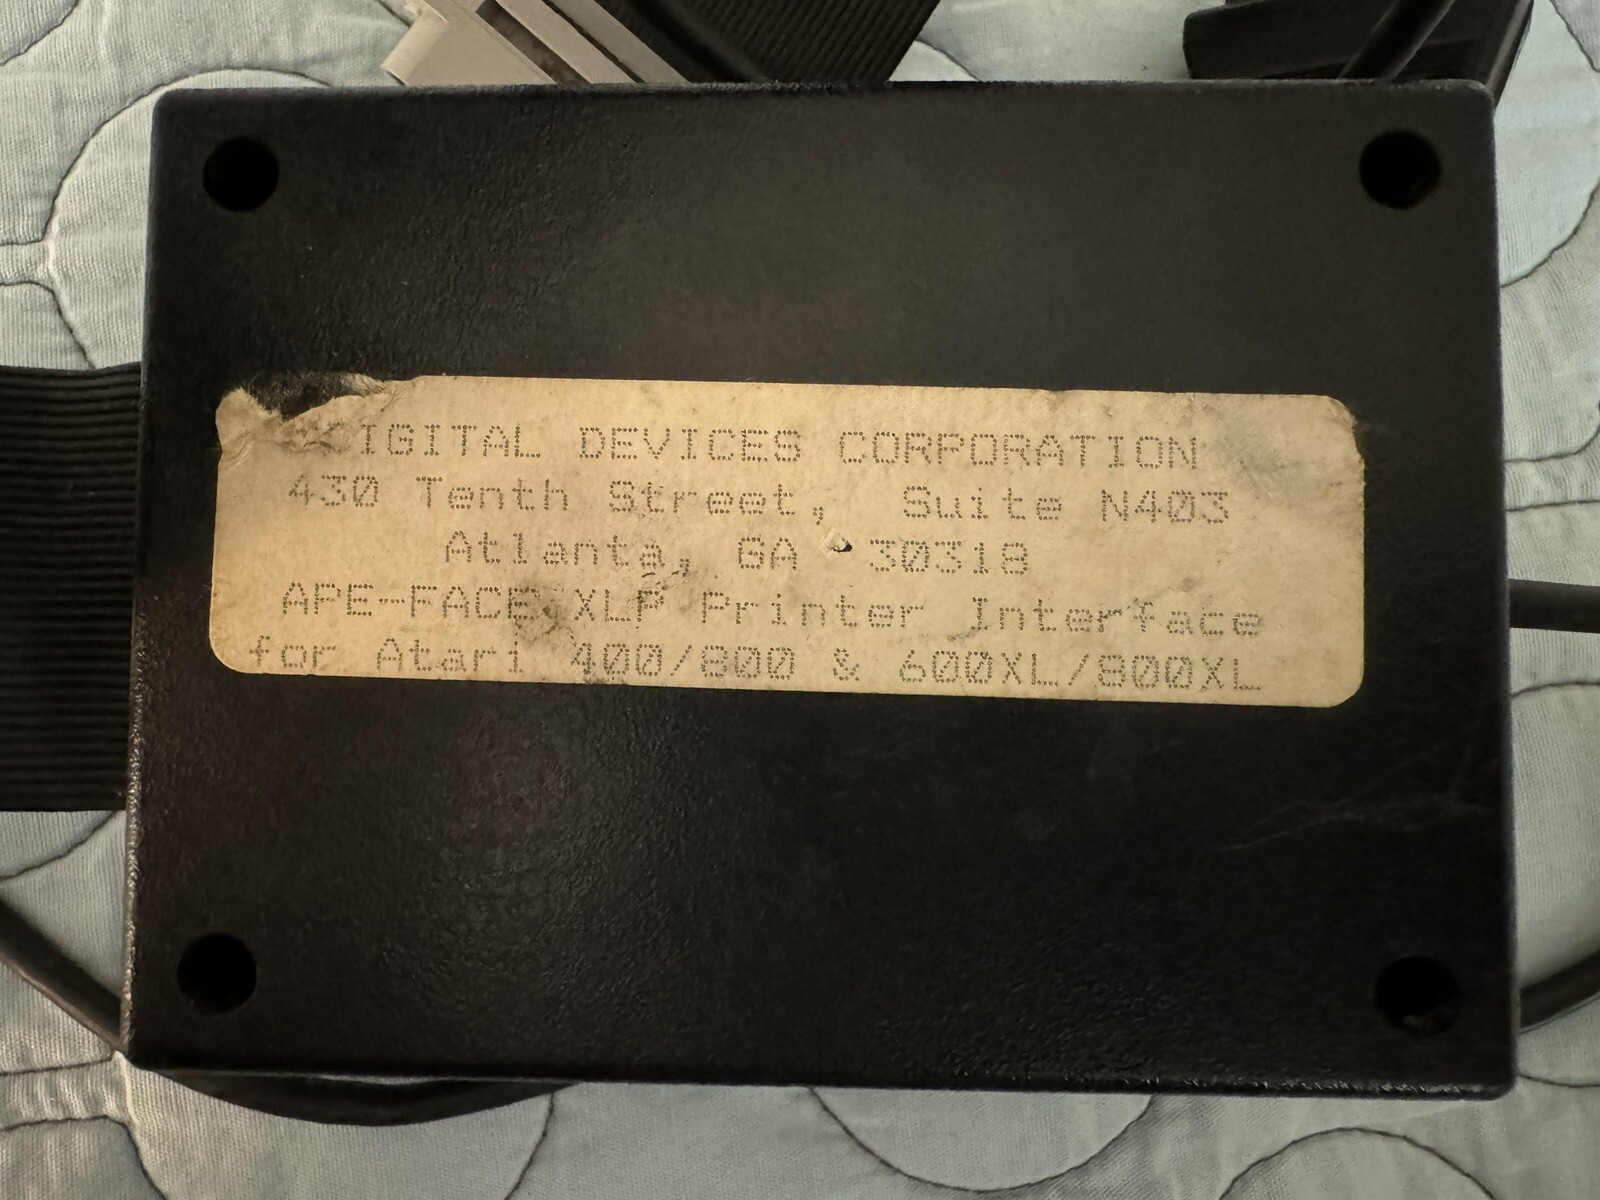 IGITAL DEVICES CORPORATION
430 Tenth Street, Suite N403
Atlanta, GA 30318
APE-FACE XLP Printer Interface
for Atari 400/800 & 600XL/800XL